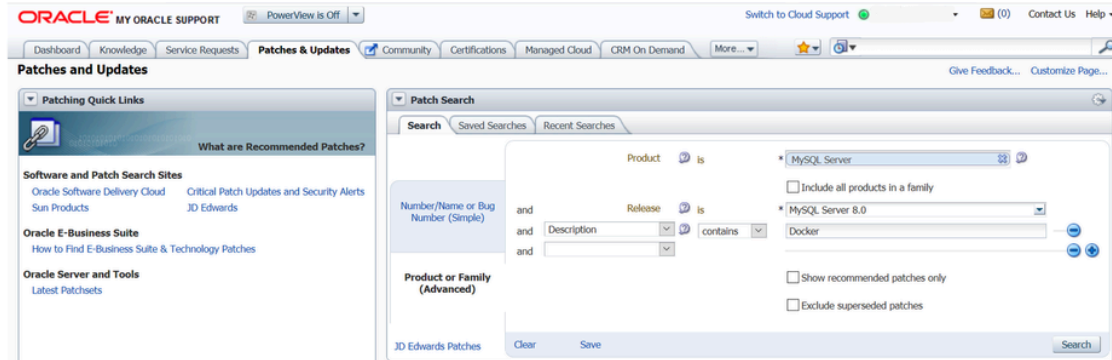 ORACLE MY ORACLE SUPPORT
PowerView is Off
Switch to Cloud Support
(0) Contact Us Help
Dashboard Knowledge Service Requests Patches & Updates Community Certifications Managed Cloud CRM On Demand More...
Patches and Updates
Give Feedback... Customize Page...
Patching Quick Links
What are Recommended Patches?
Software and Patch Search Sites
Oracle Software Delivery Cloud Critical Patch Updates and Security Alerts
Sun Products JD Edwards
Oracle E-Business Suite
How to Find E-Business Suite & Technology Patches
Oracle Server and Tools
Latest Patchsets
Patch Search
Search Saved Searches Recent Searches
Number/Name or Bug
Number (Simple)
Product or Family
(Advanced)
JD Edwards Patches
Product is * MySQL Server
Include all products in a family
and Release is * MySQL Server 8.0
and Description contains Docker
and
Show recommended patches only
Exclude superseded patches
Clear Save Search